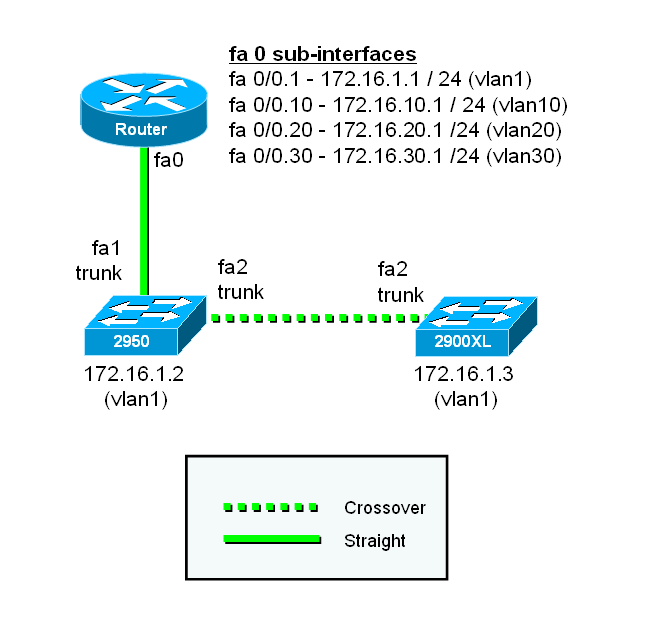 fa 0 sub-interfaces
fa 0/0.1 - 172.16.1.1 / 24 (vlan1)
fa 0/0.10 - 172.16.10.1 / 24 (vlan10)
fa 0/0.20 - 172.16.20.1 /24 (vlan20)
fa 0/0.30 - 172.16.30.1 /24 (vlan30)
Router
fa0
fa1
trunk
fa2
trunk
fa2
trunk
2950
2900XL
172.16.1.2
(vlan1)
172.16.1.3
(vlan1)
Crossover
Straight